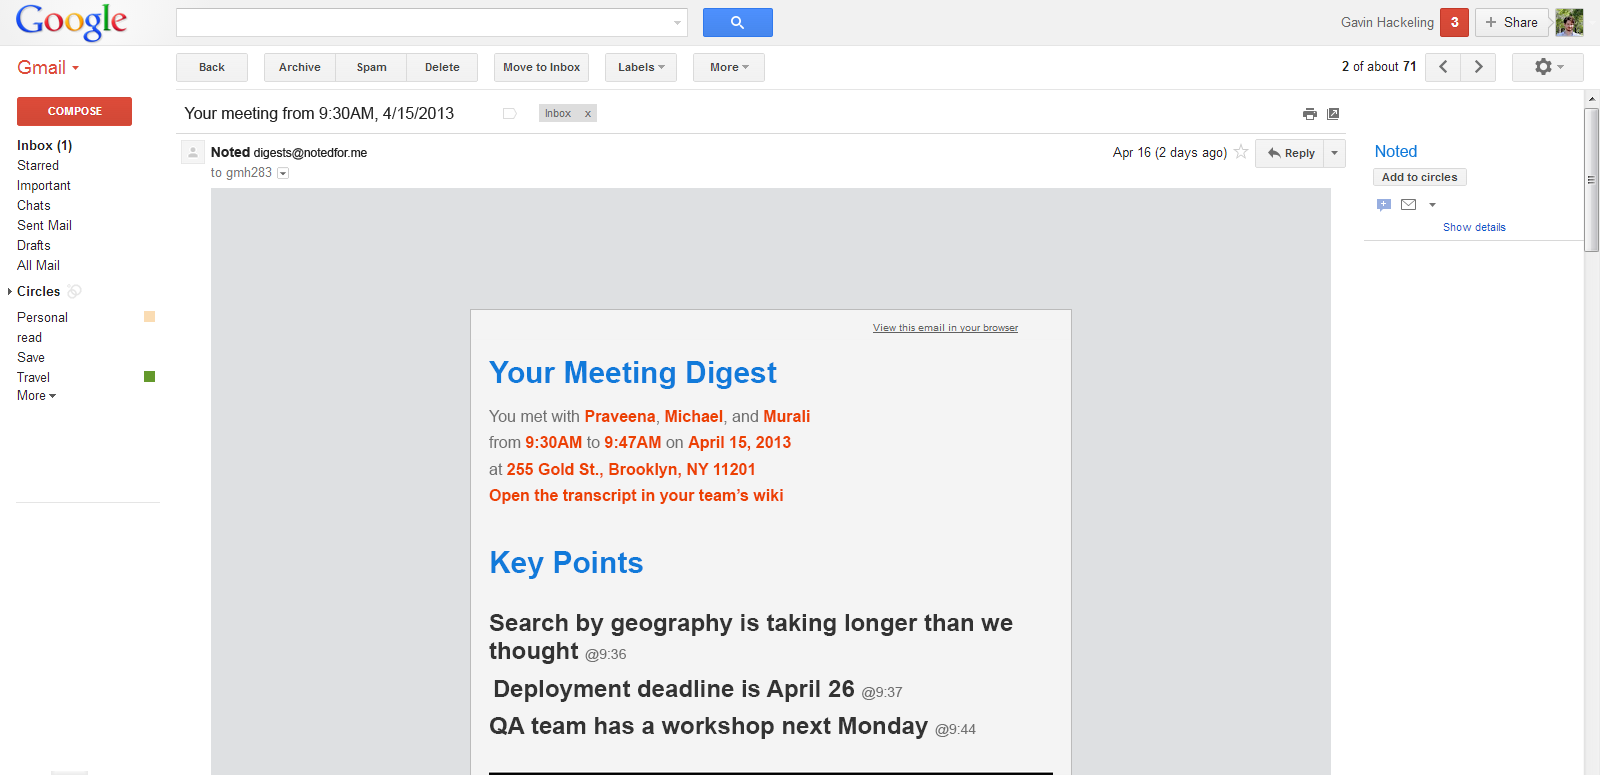 Google
Gavin Hackeling
3
+ Share
Gmail
Back
Archive
Spam
Delete
Move to Inbox
Labels
More
2 of about 71
COMPOSE
Your meeting from 9:30AM, 4/15/2013
Inbox x
Inbox (1)
Starred
Important
Chats
Sent Mail
Drafts
All Mail
Circles
Personal
read
Save
Travel
More
Noted digests@notedfor.me
to gmh283
Apr 16 (2 days ago)
Reply
Noted
Add to circles
Show details
View this email in your browser
Your Meeting Digest
You met with Praveena, Michael, and Murali
from 9:30AM to 9:47AM on April 15, 2013
at 255 Gold St., Brooklyn, NY 11201
Open the transcript in your team’s wiki
Key Points
Search by geography is taking longer than we
thought @9:36
Deployment deadline is April 26 @9:37
QA team has a workshop next Monday @9:44